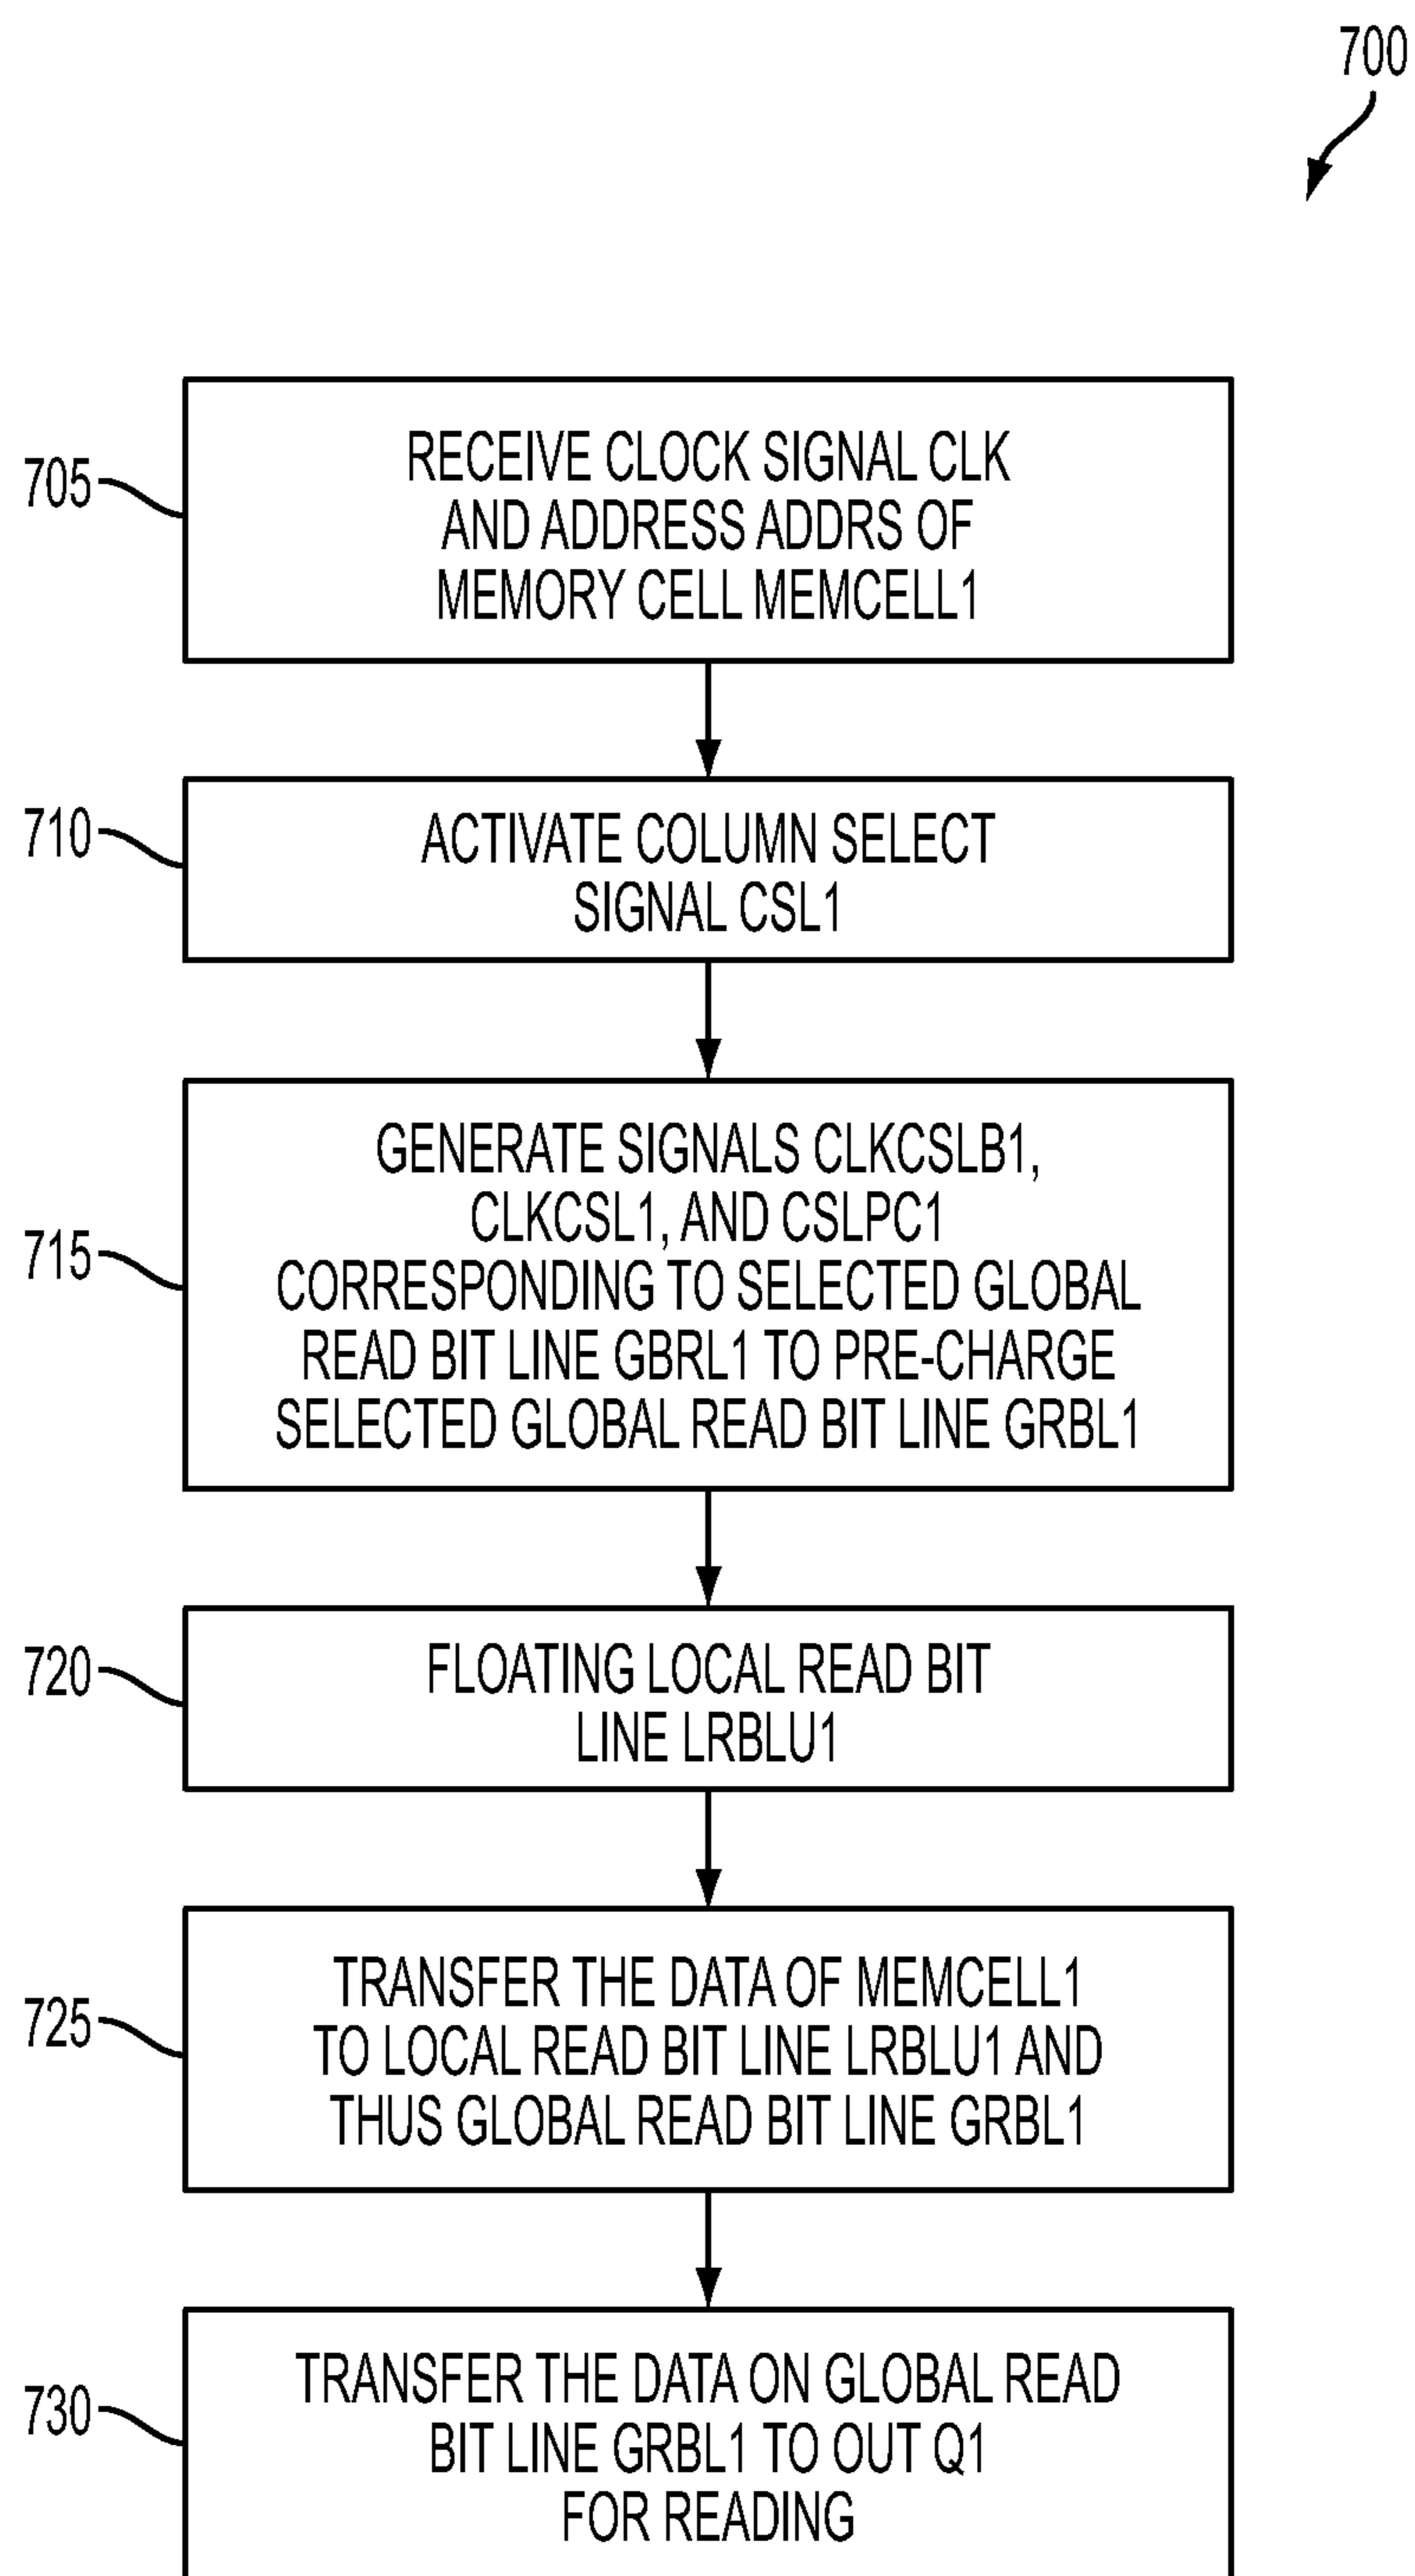 700
705
RECEIVE CLOCK SIGNAL CLK
AND ADDRESS ADDRS OF
MEMORY CELL MEMCELL1
710
ACTIVATE COLUMN SELECT
SIGNAL CSL1
715
GENERATE SIGNALS CLKCSLB1,
CLKCSL1, AND CSLPC1
CORRESPONDING TO SELECTED GLOBAL
READ BIT LINE GBRL1 TO PRE-CHARGE
SELECTED GLOBAL READ BIT LINE GRBL1
720
FLOATING LOCAL READ BIT
LINE LRBLU1
725
TRANSFER THE DATA OF MEMCELL1
TO LOCAL READ BIT LINE LRBLU1 AND
THUS GLOBAL READ BIT LINE GRBL1
730
TRANSFER THE DATA ON GLOBAL READ
BIT LINE GRBL1 TO OUT Q1
FOR READING